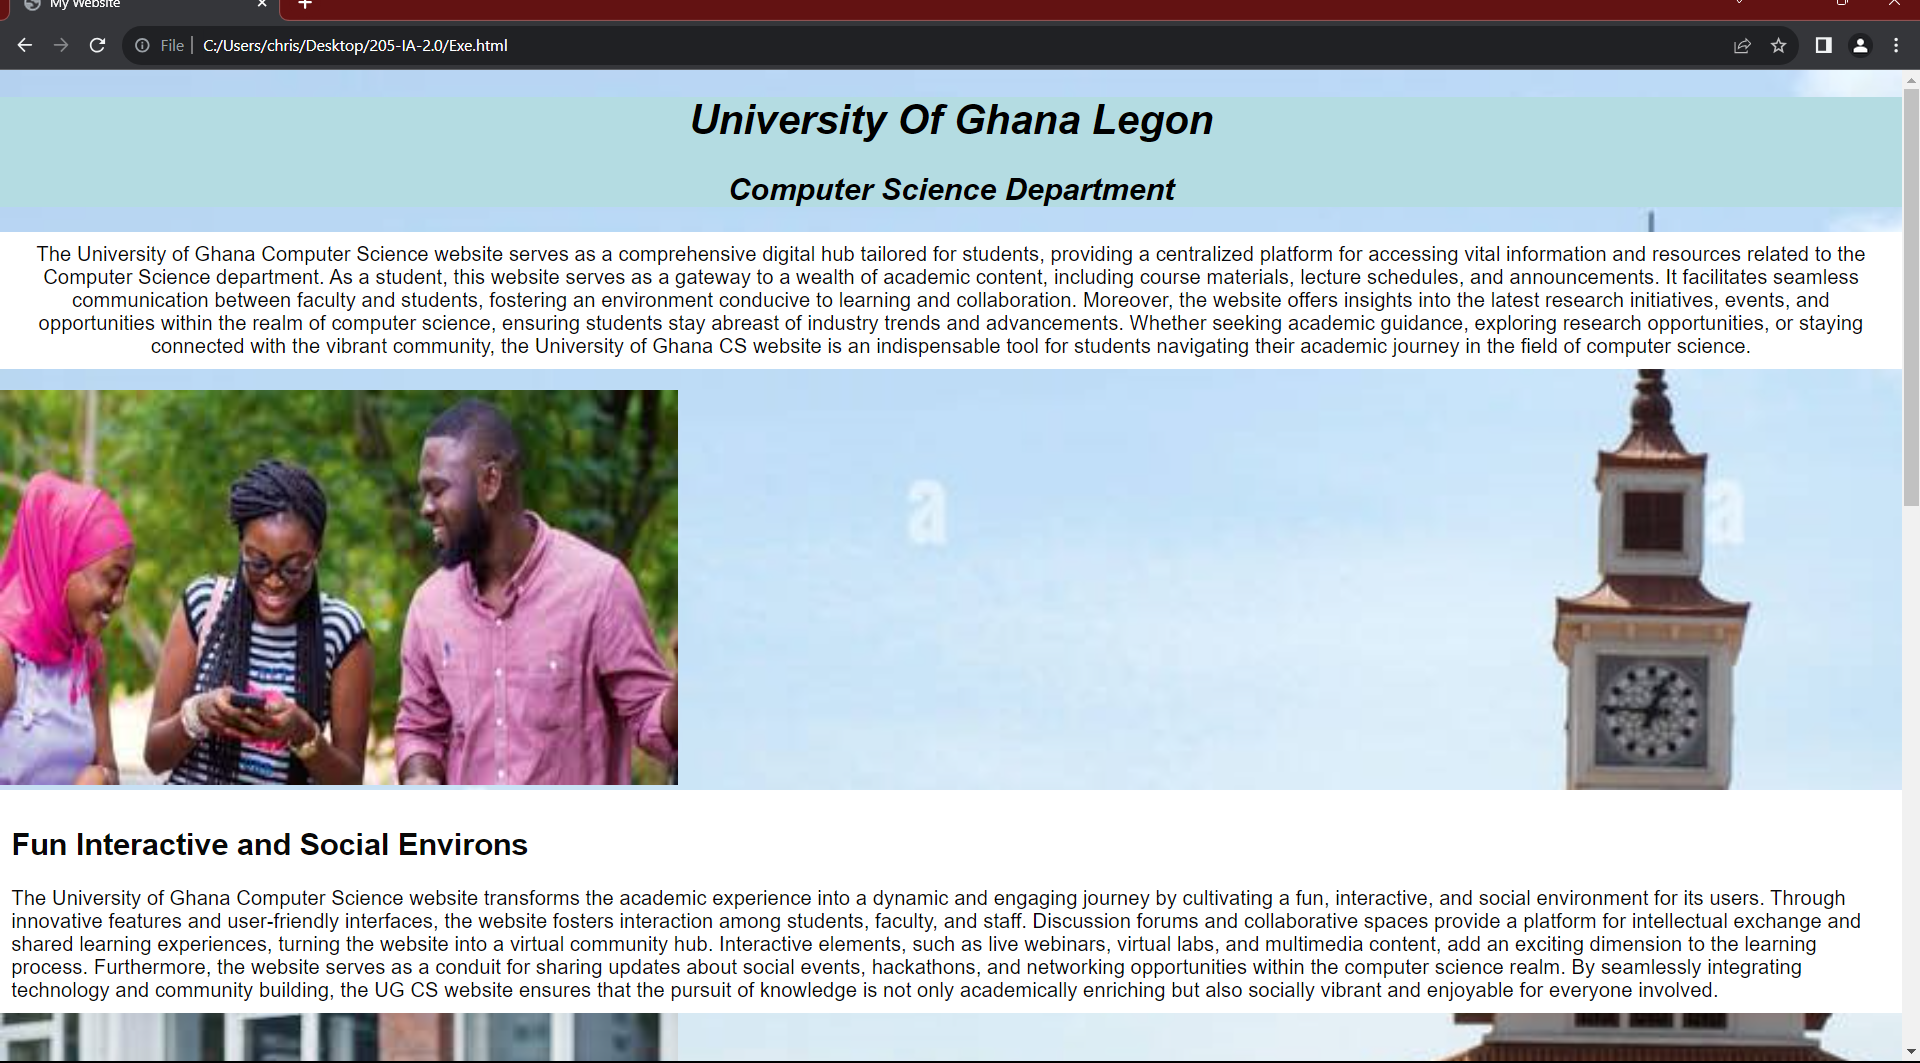 My Website
File
C:/Users/chris/Desktop/205-IA-2.0/Exe.html
University Of Ghana Legon
Computer Science Department
The University of Ghana Computer Science website serves as a comprehensive digital hub tailored for students, providing a centralized platform for accessing vital information and resources related to the
Computer Science department. As a student, this website serves as a gateway to a wealth of academic content, including course materials, lecture schedules, and announcements. It facilitates seamless
communication between faculty and students, fostering an environment conducive to learning and collaboration. Moreover, the website offers insights into the latest research initiatives, events, and
opportunities within the realm of computer science, ensuring students stay abreast of industry trends and advancements. Whether seeking academic guidance, exploring research opportunities, or staying
connected with the vibrant community, the University of Ghana CS website is an indispensable tool for students navigating their academic journey in the field of computer science.
a
a
Fun Interactive and Social Environs
The University of Ghana Computer Science website transforms the academic experience into a dynamic and engaging journey by cultivating a fun, interactive, and social environment for its users. Through
innovative features and user-friendly interfaces, the website fosters interaction among students, faculty, and staff. Discussion forums and collaborative spaces provide a platform for intellectual exchange and
shared learning experiences, turning the website into a virtual community hub. Interactive elements, such as live webinars, virtual labs, and multimedia content, add an exciting dimension to the learning
process. Furthermore, the website serves as a conduit for sharing updates about social events, hackathons, and networking opportunities within the computer science realm. By seamlessly integrating
technology and community building, the UG CS website ensures that the pursuit of knowledge is not only academically enriching but also socially vibrant and enjoyable for everyone involved.